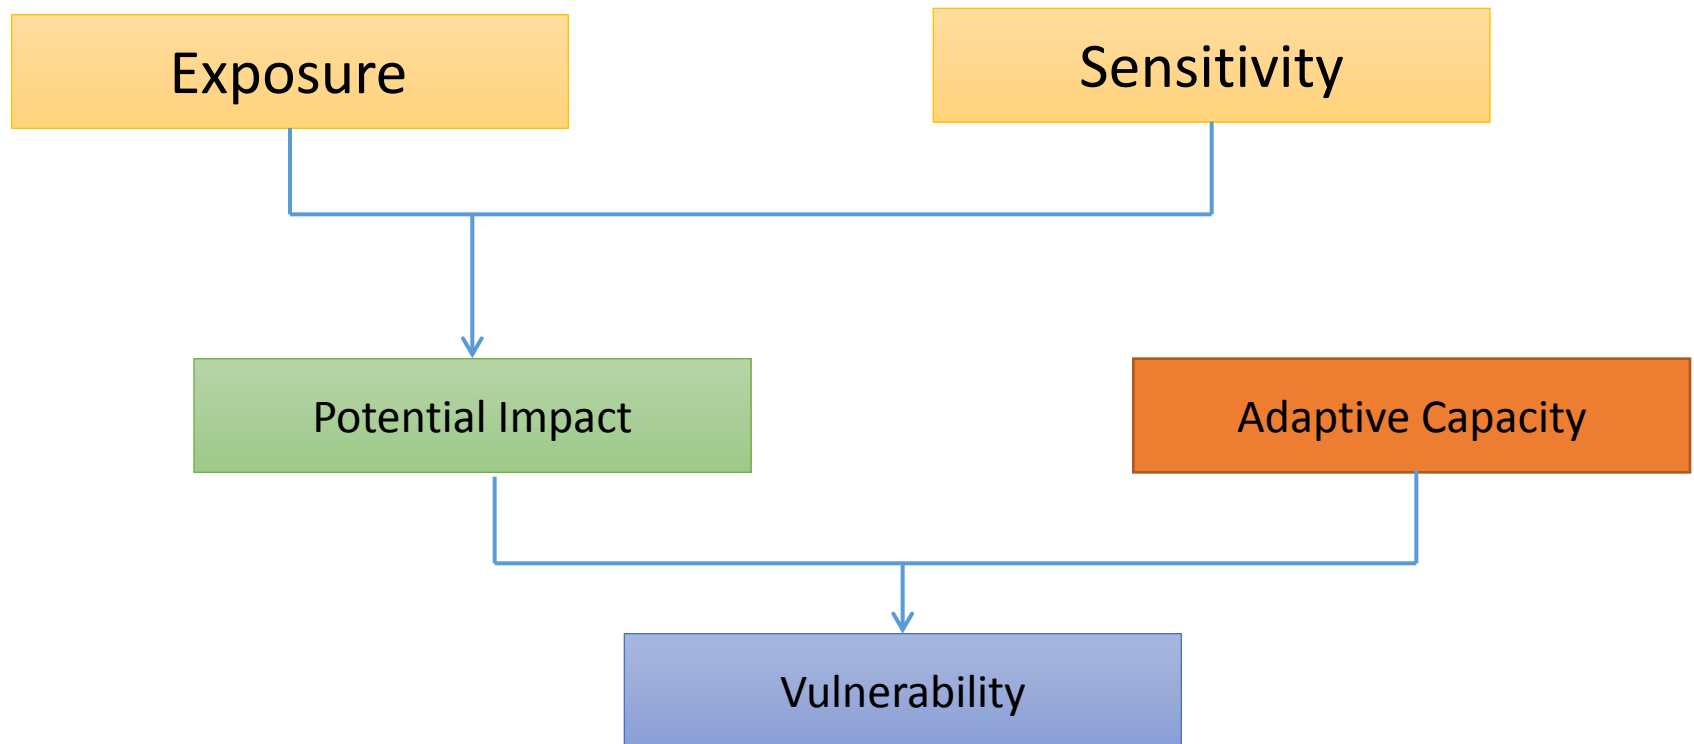 Exposure
Sensitivity
Potential Impact
Adaptive Capacity
Vulnerability